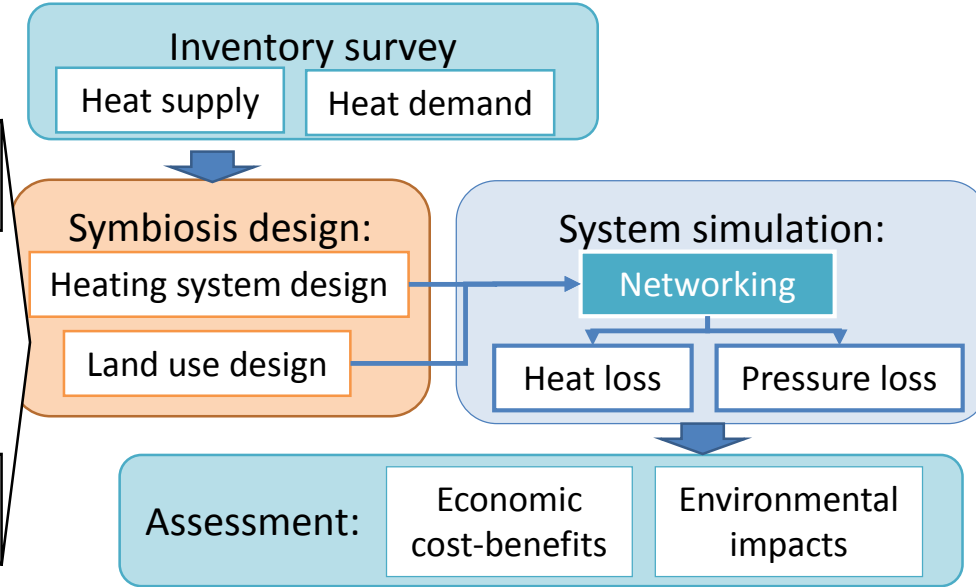 Inventory survey
Heat supply
Heat demand
Symbiosis design:
Heating system design
Land use design
System simulation:
Networking
Heat loss
Pressure loss
Assessment:
Economic
cost-benefits
Environmental
impacts